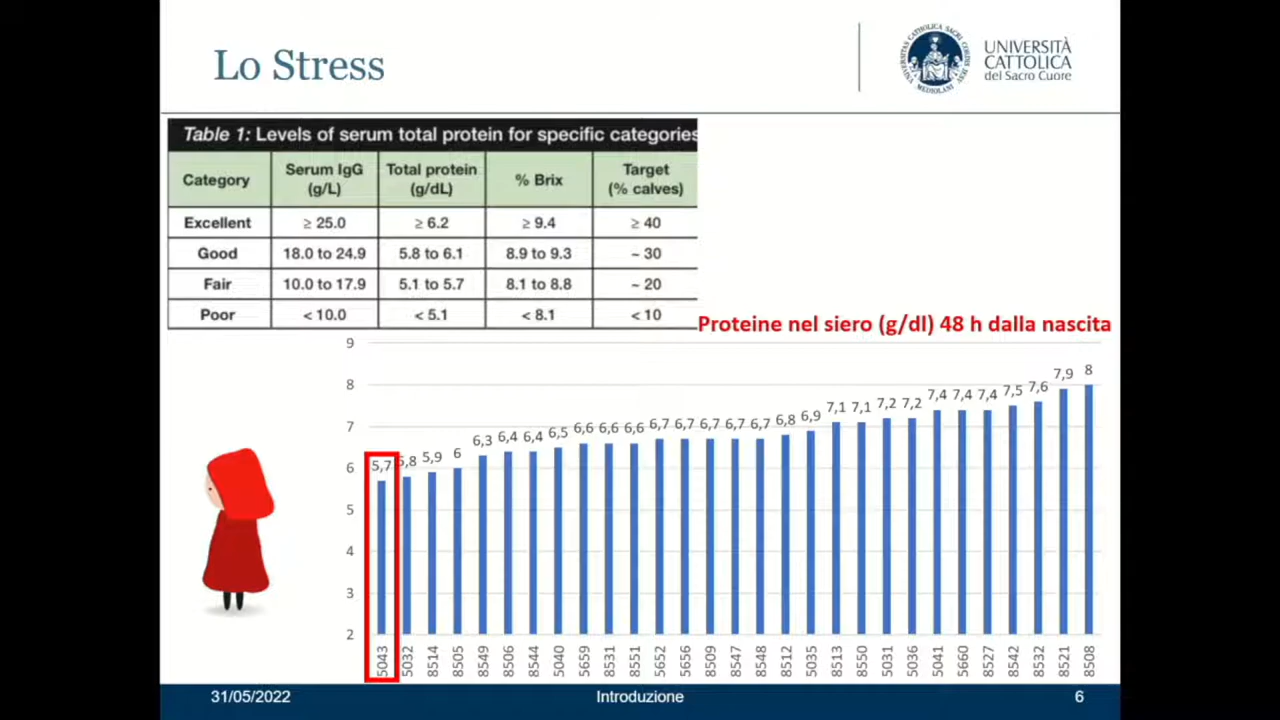 Lo Stress
UNIVERSITÀ
CATTOLICA
del Sacro Cuore
Table 1: Levels of serum total protein for specific categories
Category Serum IgG (g/L) Total protein (g/dL) % Brix Target (% calves)
Excellent ≥ 25.0 ≥ 6.2 ≥ 9.4 ≥ 40
Good 18.0 to 24.9 5.8 to 6.1 8.9 to 9.3 ~ 30
Fair 10.0 to 17.9 5.1 to 5.7 8.1 to 8.8 ~ 20
Poor < 10.0 < 5.1 < 8.1 < 10
Proteine nel siero (g/dl) 48 h dalla nascita
9
8
7
6
5
4
3
2
5,7 5,8 5,9 6 6,3 6,4 6,4 6,5 6,6 6,6 6,6 6,7 6,7 6,7 6,7 6,7 6,8 6,9 7,1 7,1 7,2 7,2 7,4 7,4 7,4 7,5 7,6 7,9 8
5043 5032 8514 8505 8549 8506 8544 5040 5659 8531 8551 5652 5656 8509 8547 8548 8512 5035 8513 8550 5031 5036 5041 5660 8527 8542 8532 8521 8508
31/05/2022 Introduzione 6